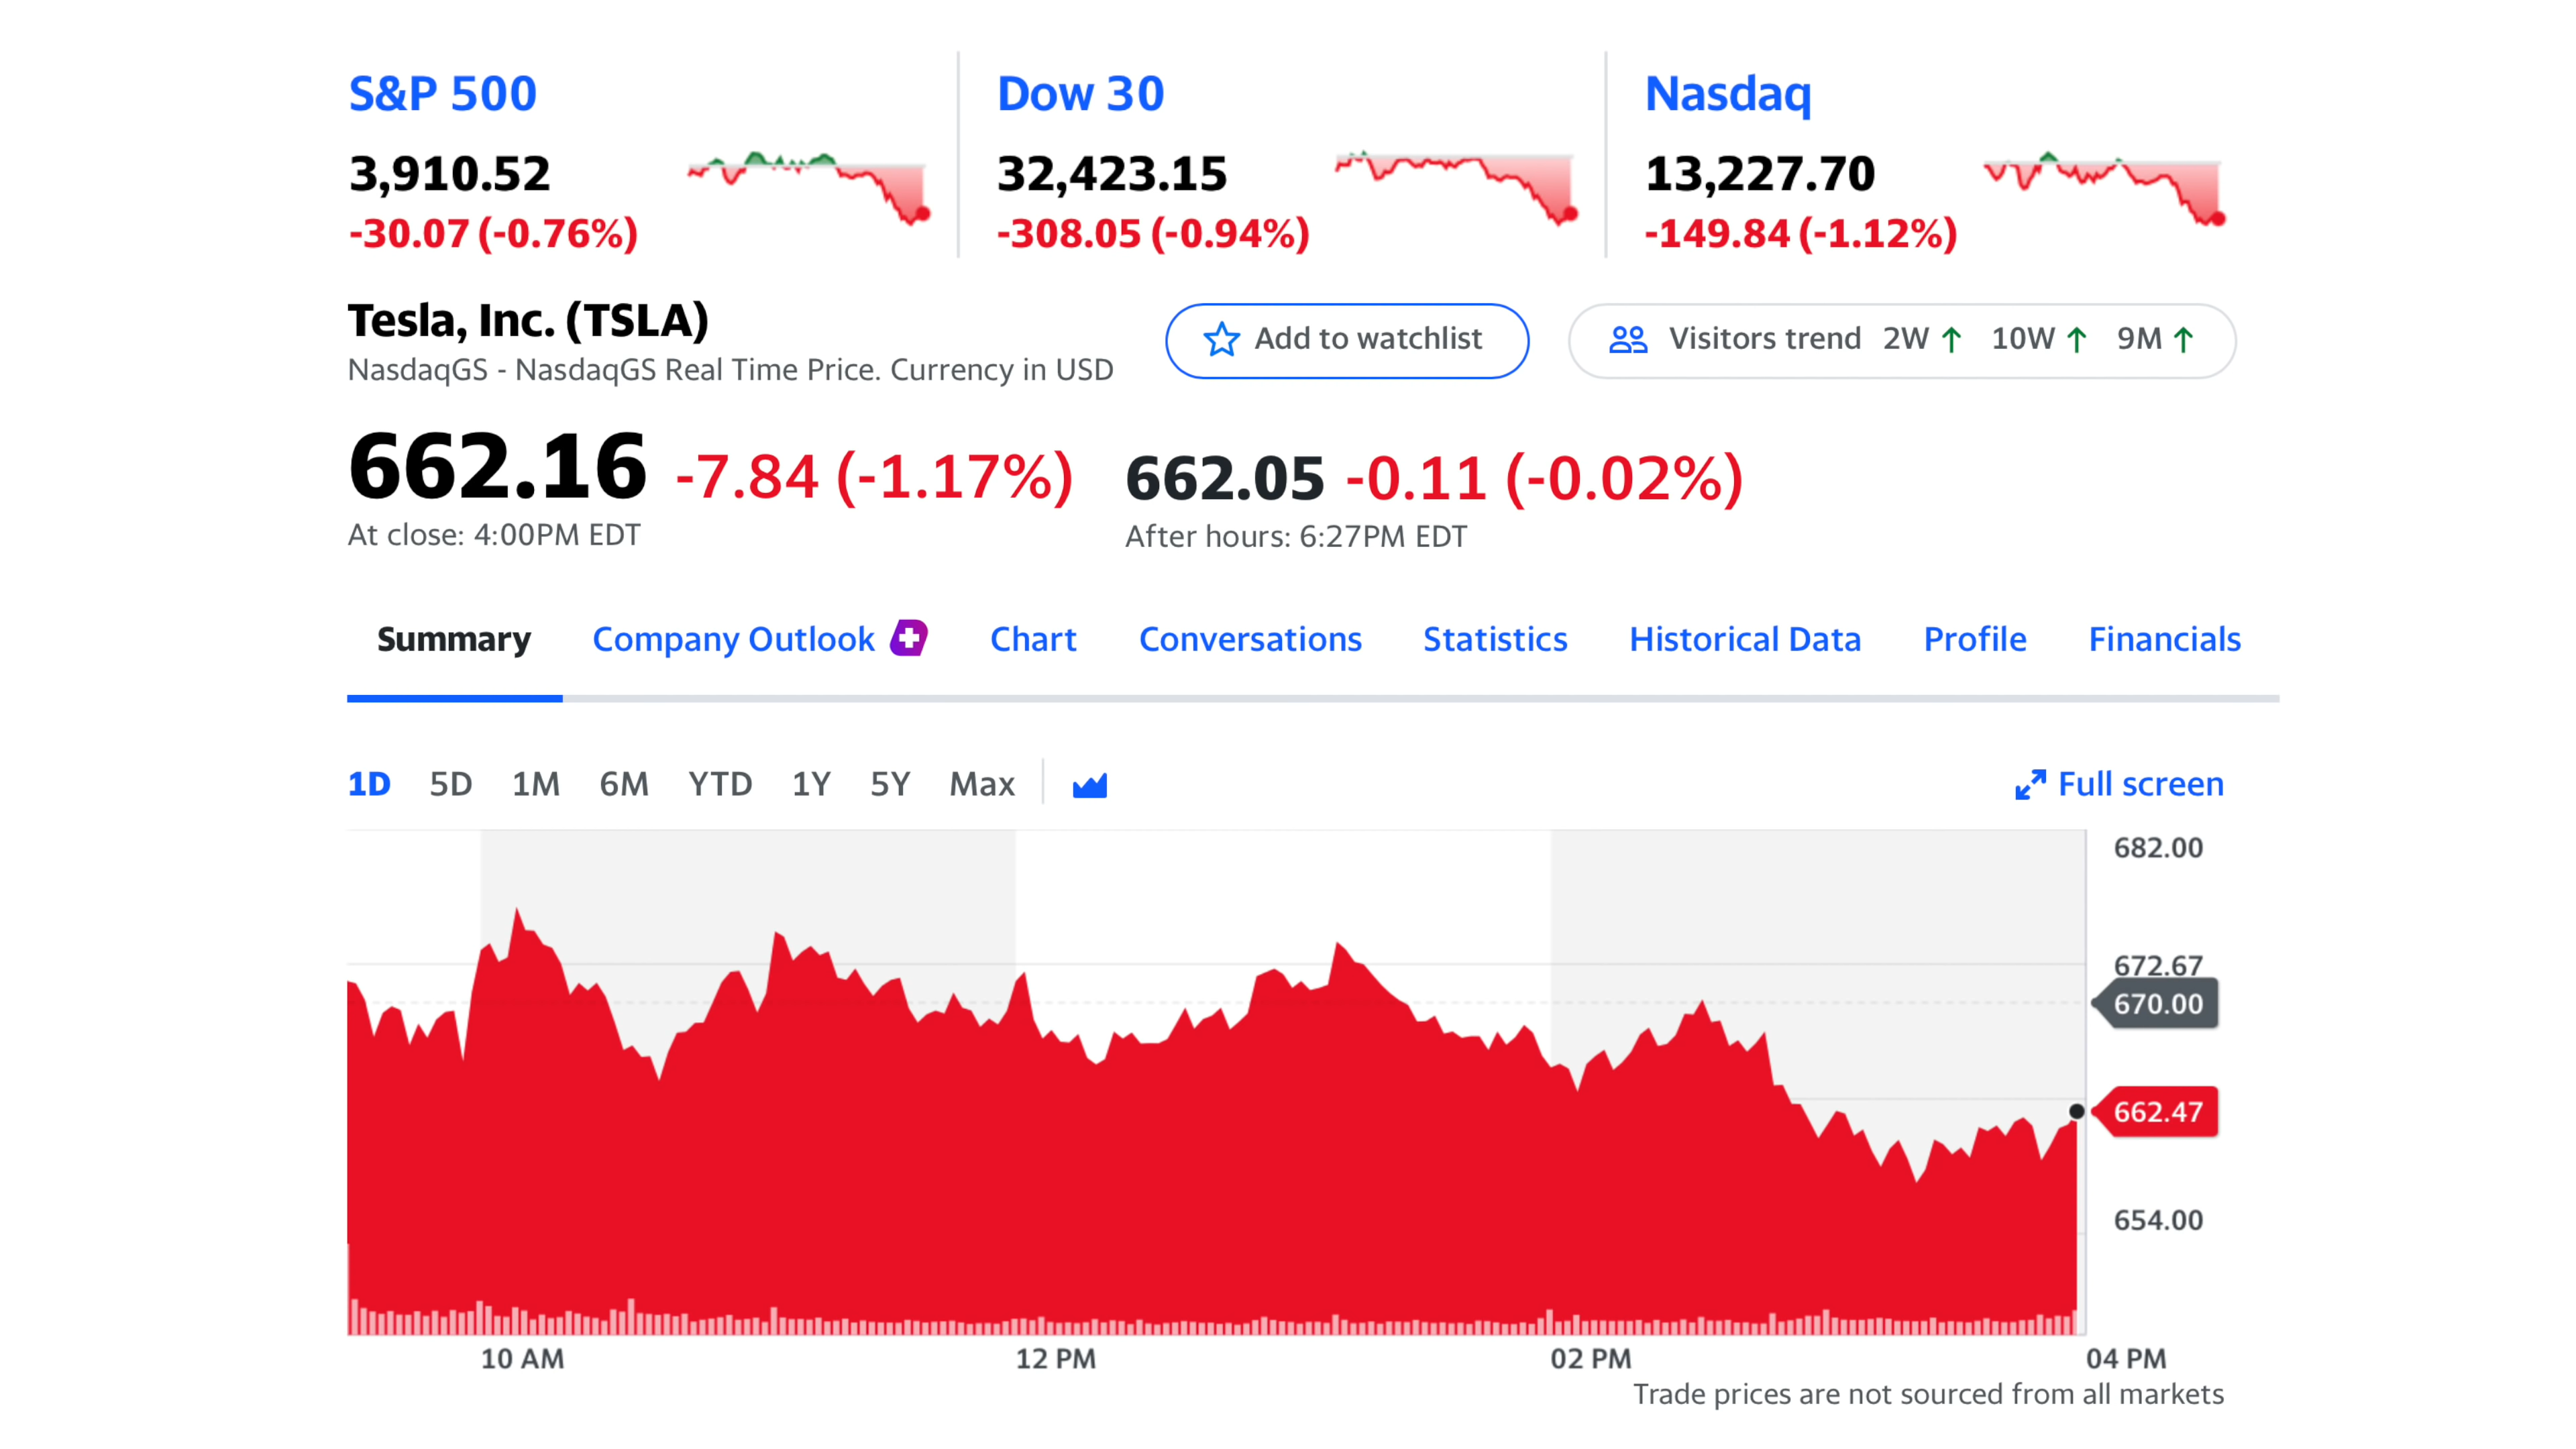 S&P 500
3,910.52
-30.07 (-0.76%)
Dow 30
32,423.15
-308.05 (-0.94%)
Nasdaq
13,227.70
-149.84 (-1.12%)
Tesla, Inc. (TSLA)
NasdaqGS - NasdaqGS Real Time Price. Currency in USD
Add to watchlist
Visitors trend 2W ↑ 10W ↑ 9M ↑
662.16 -7.84 (-1.17%)
At close: 4:00PM EDT
662.05 -0.11 (-0.02%)
After hours: 6:27PM EDT
Summary Company Outlook Chart Conversations Statistics Historical Data Profile Financials
1D 5D 1M 6M YTD 1Y 5Y Max
Full screen
682.00
672.67
670.00
662.47
654.00
10 AM 12 PM 02 PM 04 PM
Trade prices are not sourced from all markets